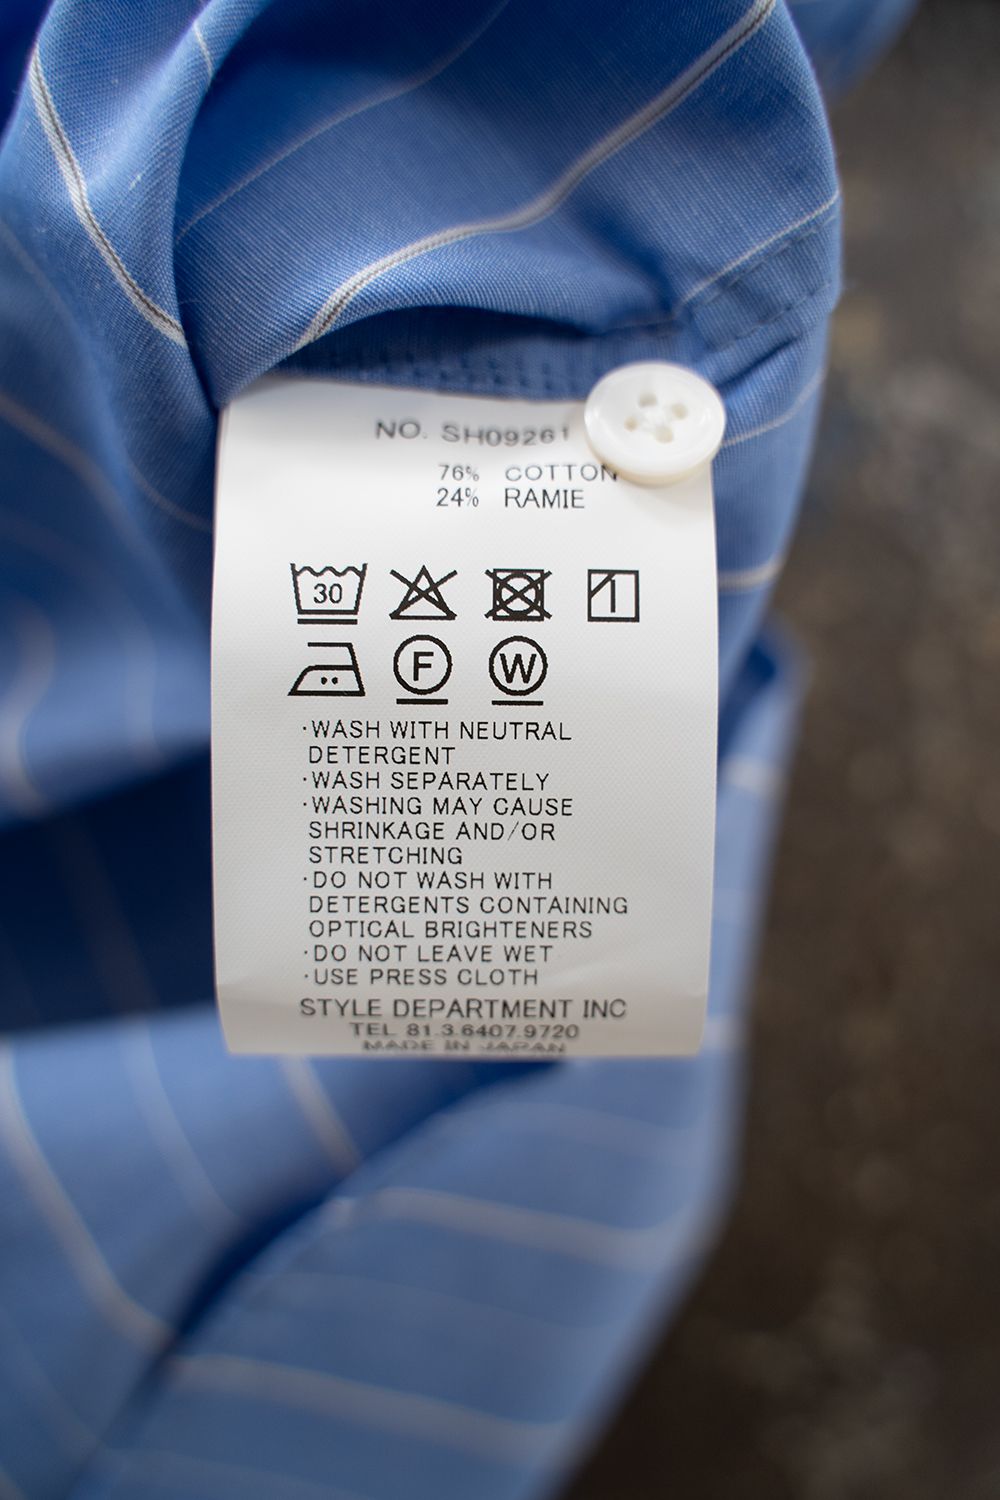 NO. SH09261
76% COTTON
24% RAMIE
30
F W
·WASH WITH NEUTRAL
DETERGENT
·WASH SEPARATELY
·WASHING MAY CAUSE
SHRINKAGE AND/OR
STRETCHING
·DO NOT WASH WITH
DETERGENTS CONTAINING
OPTICAL BRIGHTENERS
·DO NOT LEAVE WET
·USE PRESS CLOTH
STYLE DEPARTMENT INC
TEL 81.3.6407.9720
MADE IN JAPAN